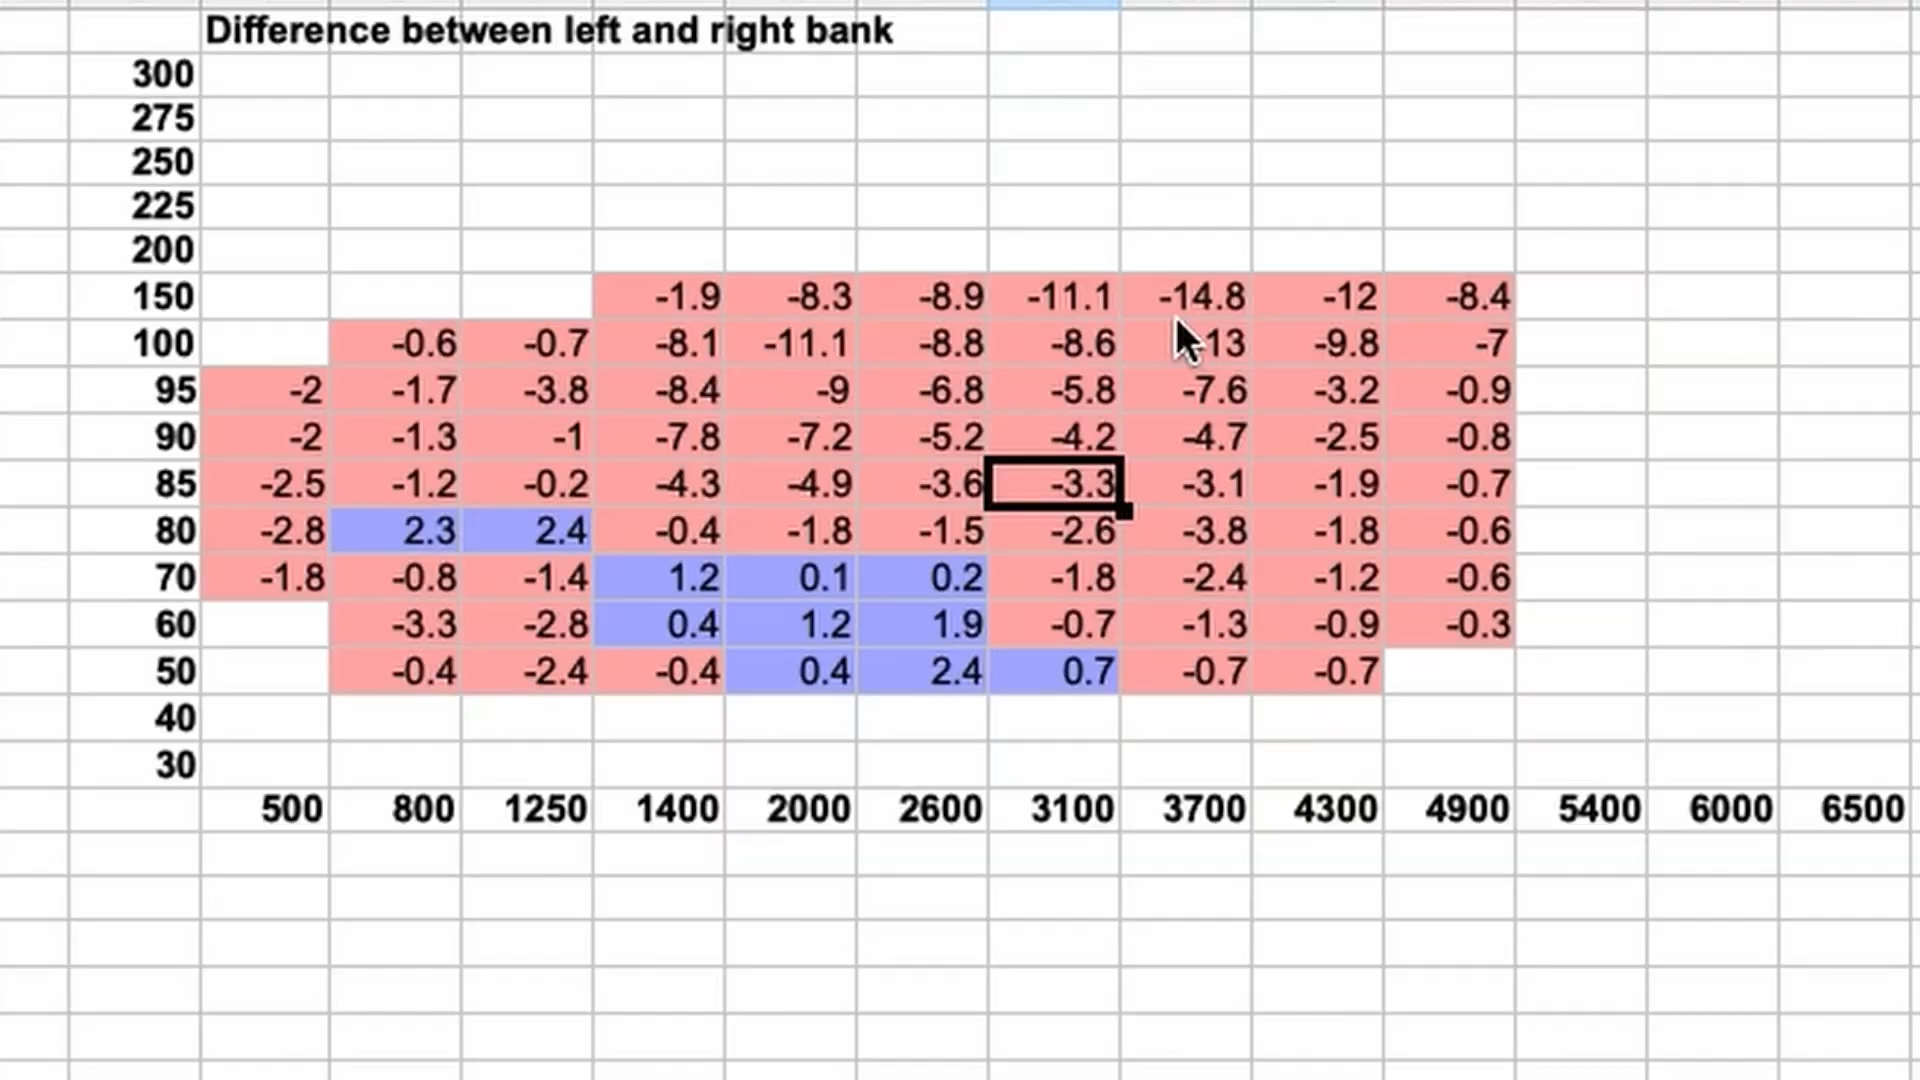 Difference between left and right bank
300
275
250
225
200
150 -1.9 -8.3 -8.9 -11.1 -14.8 -12 -8.4
100 -0.6 -0.7 -8.1 -11.1 -8.8 -8.6 13 -9.8 -7
95 -2 -1.7 -3.8 -8.4 -9 -6.8 -5.8 -7.6 -3.2 -0.9
90 -2 -1.3 -1 -7.8 -7.2 -5.2 -4.2 -4.7 -2.5 -0.8
85 -2.5 -1.2 -0.2 -4.3 -4.9 -3.6 -3.3 -3.1 -1.9 -0.7
80 -2.8 2.3 2.4 -0.4 -1.8 -1.5 -2.6 -3.8 -1.8 -0.6
70 -1.8 -0.8 -1.4 1.2 0.1 0.2 -1.8 -2.4 -1.2 -0.6
60 -3.3 -2.8 0.4 1.2 1.9 -0.7 -1.3 -0.9 -0.3
50 -0.4 -2.4 -0.4 0.4 2.4 0.7 -0.7 -0.7
40
30
500 800 1250 1400 2000 2600 3100 3700 4300 4900 5400 6000 6500